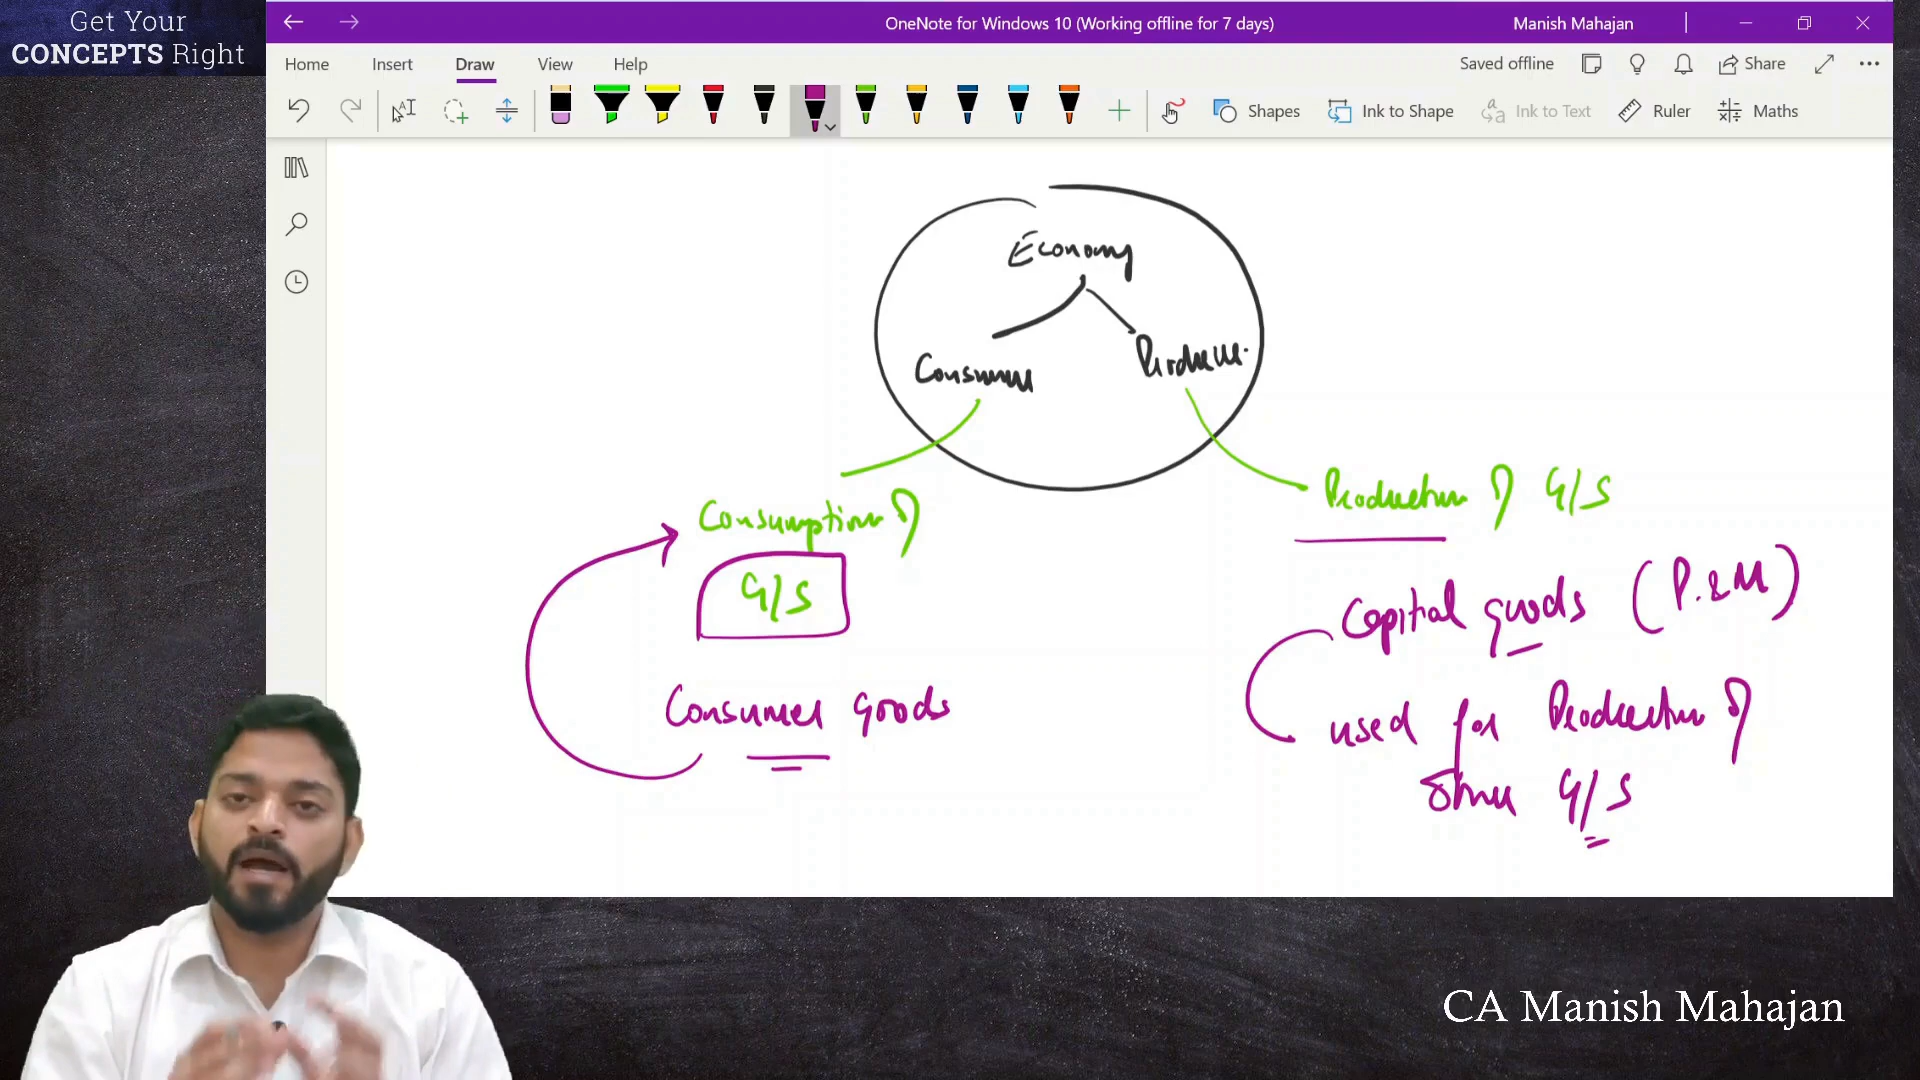 Get Your
CONCEPTS Right
OneNote for Windows 10 (Working offline for 7 days)
Manish Mahajan
Home Insert Draw View Help
Saved offline Share
Shapes Ink to Shape Ink to Text Ruler Maths
Economy
Consumer Producer
Consumption of
G/S
Consumer goods
Production of G/S
Capital goods (P.&M)
used for Production of
other G/S
CA Manish Mahajan